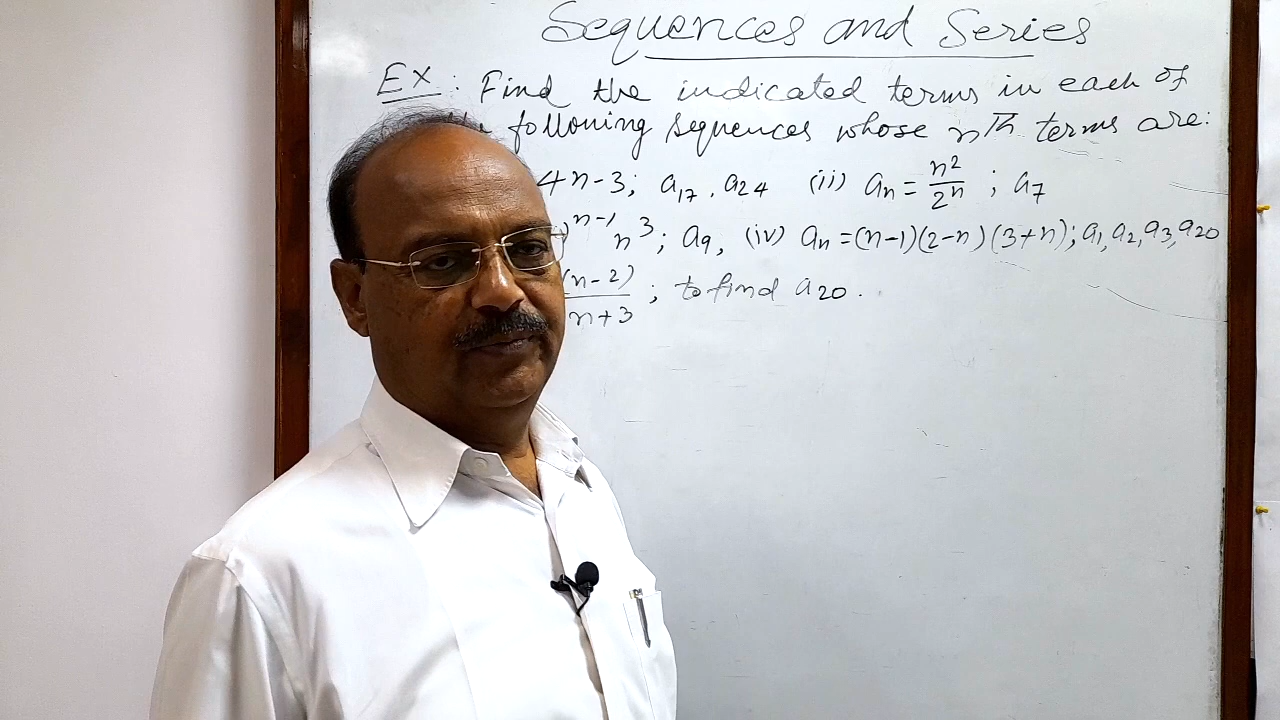 Sequences and Series
Ex: Find the indicated terms in each of
following sequences whose nth terms are:
4n-3; a₁₇, a₂₄ (ii) aₙ = n²/2ⁿ ; a₇
)ⁿ⁻¹n³; a₉, (iv) aₙ = (n-1)(2-n)(3+n); a₁, a₂, a₃, a₂₀
(n-2)/n+3 ; to find a₂₀.